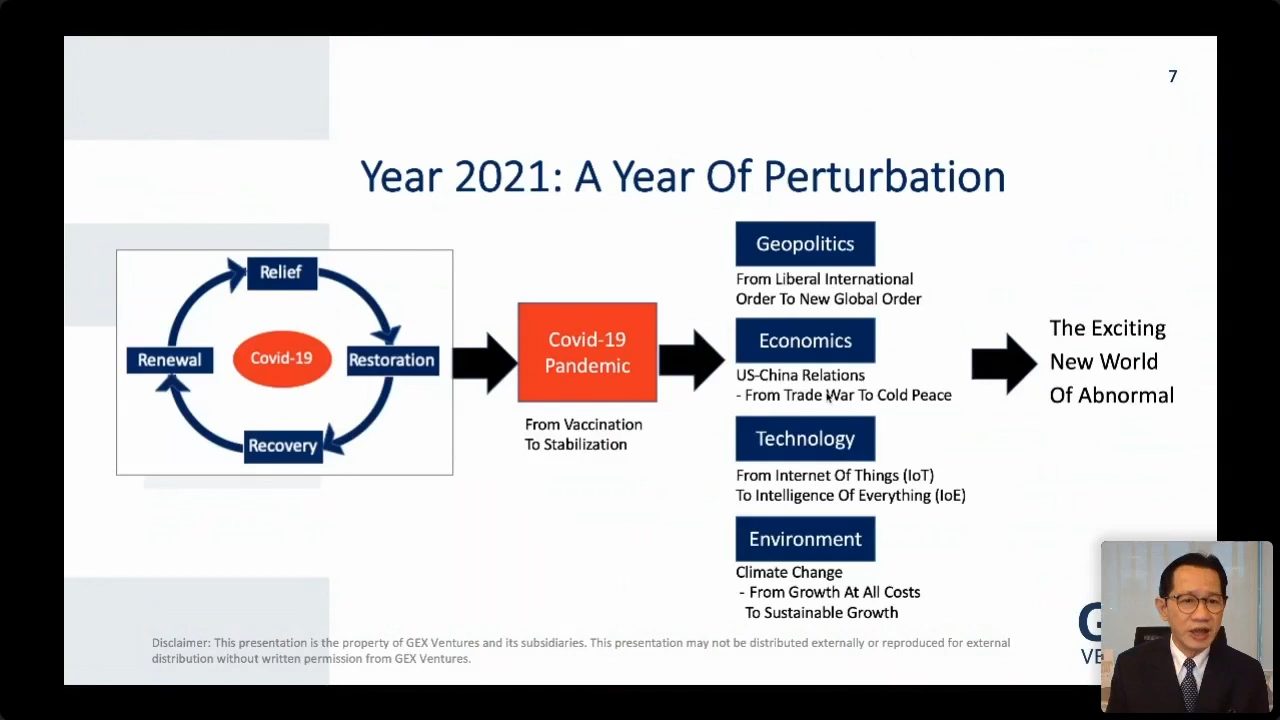 7
Year 2021: A Year Of Perturbation
Relief
Renewal
Covid-19
Restoration
Recovery
Covid-19
Pandemic
From Vaccination
To Stabilization
Geopolitics
From Liberal International
Order To New Global Order
Economics
US-China Relations
- From Trade War To Cold Peace
Technology
From Internet Of Things (IoT)
To Intelligence Of Everything (IoE)
Environment
Climate Change
- From Growth At All Costs
To Sustainable Growth
The Exciting
New World
Of Abnormal
Disclaimer: This presentation is the property of GEX Ventures and its subsidiaries. This presentation may not be distributed externally or reproduced for external
distribution without written permission from GEX Ventures.